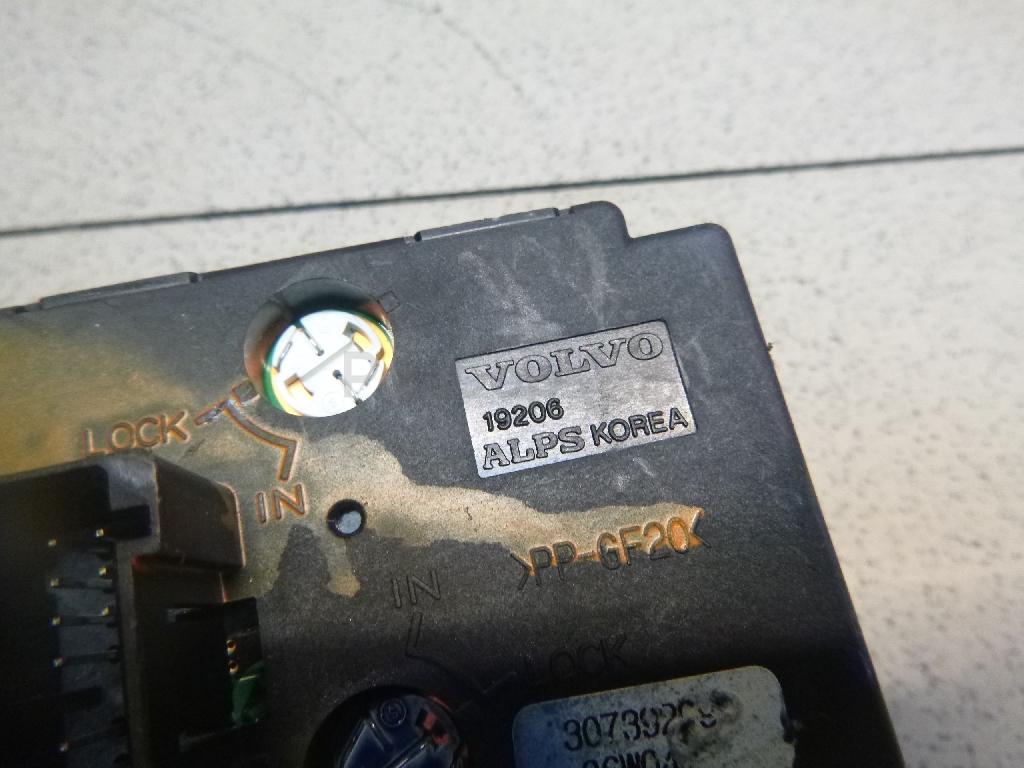 VOLVO
19206
ALPS KOREA
LOCK
IN
>PP-GF20<
IN
LOCK